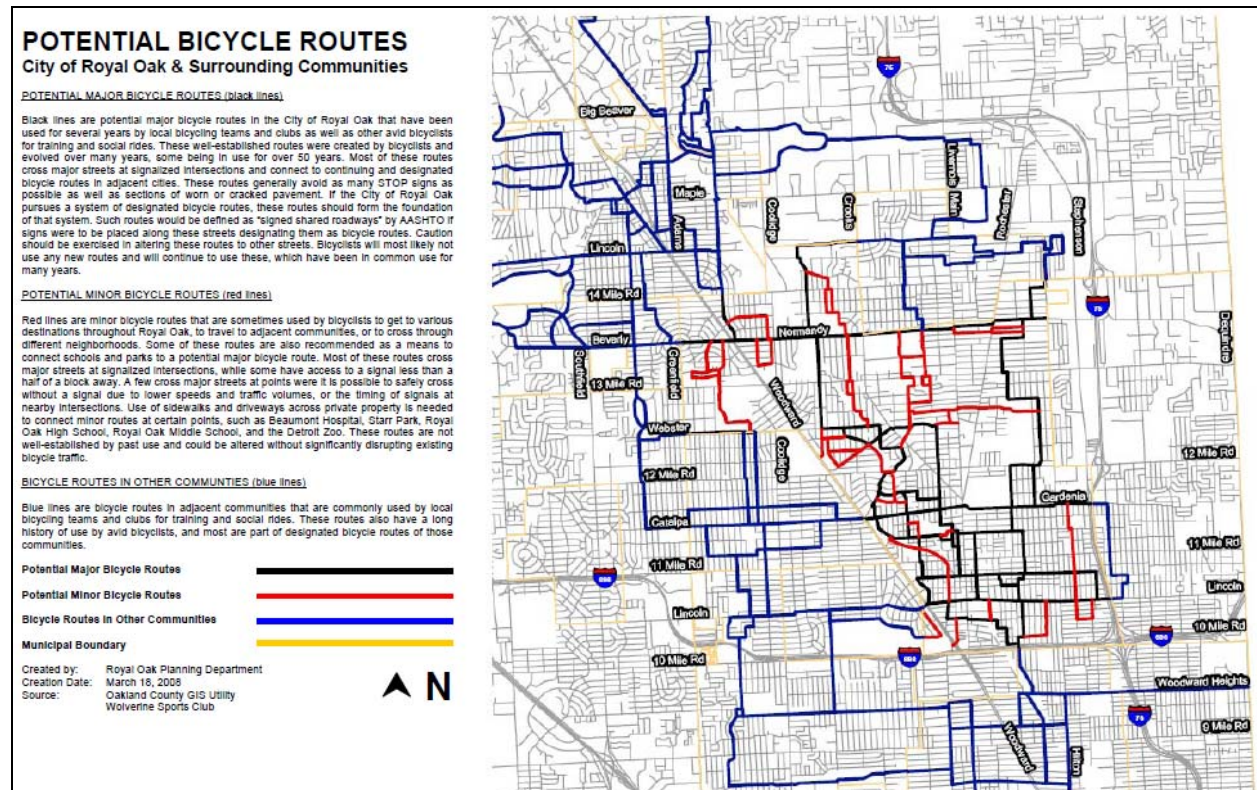 POTENTIAL BICYCLE ROUTES
City of Royal Oak & Surrounding Communities
POTENTIAL MAJOR BICYCLE ROUTES (black lines)
Black lines are potential major bicycle routes in the City of Royal Oak that have been
used for several years by local bicycling teams and clubs as well as other avid bicyclists
for training and social rides. These well-established routes were created by bicyclists and
evolved over many years, some being in use for over 50 years. Most of these routes
cross major streets at signalized intersections and connect to continuing and designated
bicycle routes in adjacent cities. These routes generally avoid as many STOP signs as
possible as well as sections of worn or cracked pavement. If the City of Royal Oak
pursues a system of designated bicycle routes, these routes should form the foundation
of that system. Such routes would be defined as "signed shared roadways" by AASHTO if
signs were to be placed along these streets designating them as bicycle routes. Caution
should be exercised in altering these routes to other streets. Bicyclists will most likely not
use any new routes and will continue to use these, which have been in common use for
many years.
POTENTIAL MINOR BICYCLE ROUTES (red lines)
Red lines are minor bicycle routes that are sometimes used by bicyclists to get to various
destinations throughout Royal Oak, to travel to adjacent communities, or to cross through
different neighborhoods. Some of these routes are also recommended as a means to
connect schools and parks to a potential major bicycle route. Most of these routes cross
major streets at signalized intersections, while some have access to a signal less than a
half of a block away. A few cross major streets at points were it is possible to safely cross
without a signal due to lower speeds and traffic volumes, or the timing of signals at
nearby intersections. Use of sidewalks and driveways across private property is needed
to connect minor routes at certain points, such as Beaumont Hospital, Starr Park, Royal
Oak High School, Royal Oak Middle School, and the Detroit Zoo. These routes are not
well-established by past use and could be altered without significantly disrupting existing
bicycle traffic.
BICYCLE ROUTES IN OTHER COMMUNTIES (blue lines)
Blue lines are bicycle routes in adjacent communities that are commonly used by local
bicycling teams and clubs for training and social rides. These routes also have a long
history of use by avid bicyclists, and most are part of designated bicycle routes of those
communities.
Potential Major Bicycle Routes
Potential Minor Bicycle Routes
Bicycle Routes in Other Communities
Municipal Boundary
Created by: Royal Oak Planning Department
Creation Date: March 18, 2008
Source: Oakland County GIS Utility
Wolverine Sports Club
N
75
Big Beaver
Livernois
Main
Rochester
Maple
Adams
Coolidge
Crooks
Stephenson
Lincoln
14 Mile Rd
75
Normandy
Dequindre
Beverly
Southfield
Greenfield
13 Mile Rd
Woodward
Webster
Coolidge
12 Mile Rd
12 Mile Rd
Gardenia
Catalpa
11 Mile Rd
11 Mile Rd
696
Lincoln
Lincoln
10 Mile Rd
696
10 Mile Rd
696
Woodward Heights
75
9 Mile Rd
Woodward
Hilton